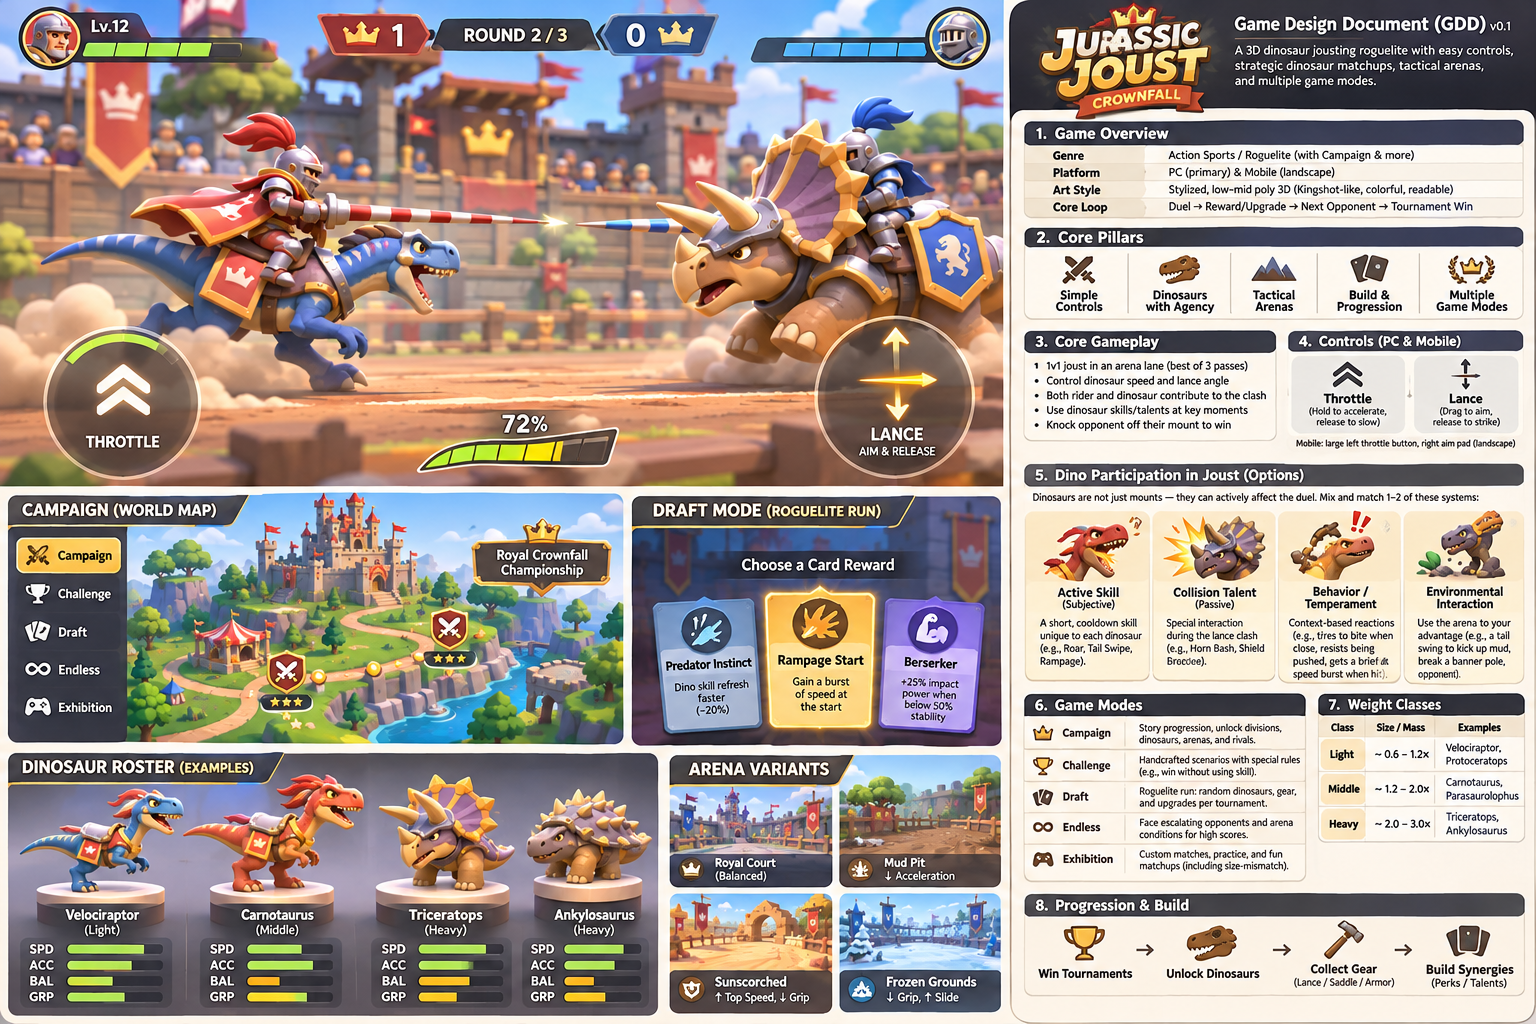 Lv.12
1
ROUND 2 / 3
0
THROTTLE
72%
LANCE
AIM & RELEASE
CAMPAIGN (WORLD MAP)
Campaign
Challenge
Draft
Endless
Exhibition
Royal Crownfall
Championship
DRAFT MODE (ROGUELITE RUN)
Choose a Card Reward
Predator Instinct
Dino skill refresh
faster
(−20%)
Rampage Start
Gain a burst
of speed at
the start
Berserker
+25% impact
power when
below 50%
stability
DINOSAUR ROSTER (EXAMPLES)
Velociraptor
(Light)
SPD
ACC
BAL
GRP
Carnotaurus
(Middle)
SPD
ACC
BAL
GRP
Triceratops
(Heavy)
SPD
ACC
BAL
GRP
Ankylosaurus
(Heavy)
SPD
ACC
BAL
GRP
ARENA VARIANTS
Royal Court
(Balanced)
Mud Pit
↓ Acceleration
Sunscorched
↑ Top Speed, ↓ Grip
Frozen Grounds
↓ Grip, ↑ Slide
JURASSIC
JOUST
CROWNFALL
Game Design Document (GDD) v0.1
A 3D dinosaur jousting roguelite with easy controls,
strategic dinosaur matchups, tactical arenas,
and multiple game modes.
1. Game Overview
Genre Action Sports / Roguelite (with Campaign & more)
Platform PC (primary) & Mobile (landscape)
Art Style Stylized, low-mid poly 3D (Kingshot-like, colorful, readable)
Core Loop Duel → Reward/Upgrade → Next Opponent → Tournament Win
2. Core Pillars
Simple
Controls
Dinosaurs
with Agency
Tactical
Arenas
Build &
Progression
Multiple
Game Modes
3. Core Gameplay
1v1 joust in an arena lane (best of 3 passes)
• Control dinosaur speed and lance angle
• Both rider and dinosaur contribute to the clash
• Use dinosaur skills/talents at key moments
• Knock opponent off their mount to win
4. Controls (PC & Mobile)
Throttle
(Hold to accelerate,
release to slow)
Lance
(Drag to aim,
release to strike)
Mobile: large left throttle button, right aim pad (landscape)
5. Dino Participation in Joust (Options)
Dinosaurs are not just mounts — they can actively affect the duel. Mix and match 1–2 of these systems:
Active Skill
(Subjective)
A short, cooldown skill
unique to each dinosaur
(e.g., Roar, Tail Swipe,
Rampage).
Collision Talent
(Passive)
Special interaction
during the lance clash
(e.g., Horn Bash, Shield
!!
Behavior /
Temperament
Context-based reactions
(e.g., tires to bite when
close, resists being
pushed, gets a brief
speed burst when hit).
Environmental
Interaction
Use the arena to your
advantage (e.g., a tail
swing to kick up mud,
break a banner pole,
opponent).
6. Game Modes
Campaign Story progression, unlock divisions,
dinosaurs, arenas, and rivals.
Challenge Handcrafted scenarios with special rules
(e.g., win without using skill).
Draft Roguelite run: random dinosaurs, gear,
and upgrades per tournament.
Endless Face escalating opponents and arena
conditions for high scores.
Exhibition Custom matches, practice, and fun
matchups (including size-mismatch).
7. Weight Classes
Class Size / Mass Examples
Light ~ 0.6 – 1.2x Velociraptor,
Protoceratops
Middle ~ 1.2 – 2.0x Carnotaurus,
Parasaurolophus
Heavy ~ 2.0 – 3.0x Triceratops,
Ankylosaurus
8. Progression & Build
Win Tournaments
→
Unlock Dinosaurs
→
Collect Gear
(Lance / Saddle / Armor)
→
Build Synergies
(Perks / Talents)